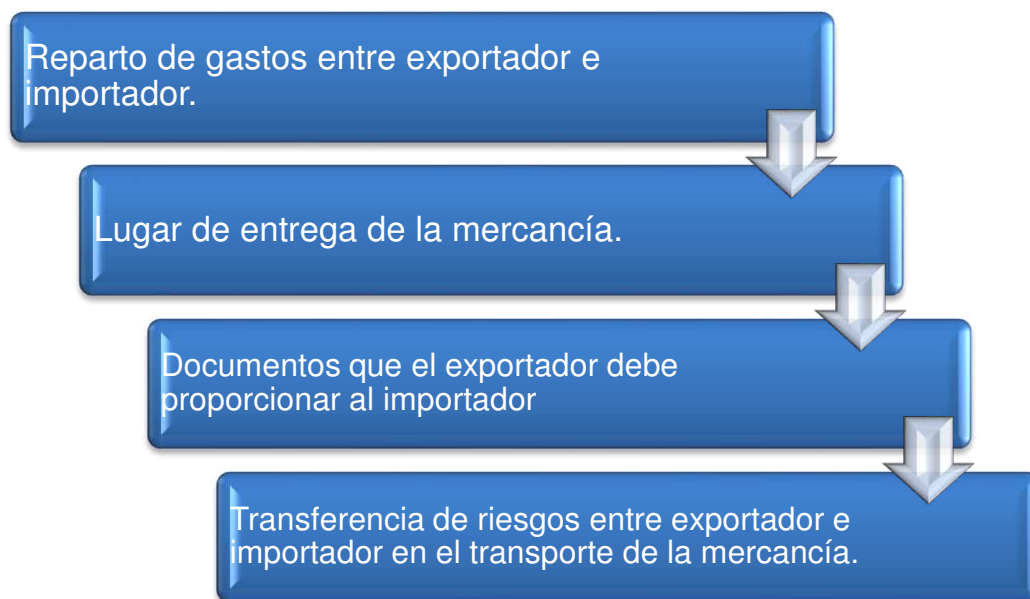 Reparto de gastos entre exportador e
importador.
Lugar de entrega de la mercancía.
Documentos que el exportador debe
proporcionar al importador
Transferencia de riesgos entre exportador e
importador en el transporte de la mercancía.